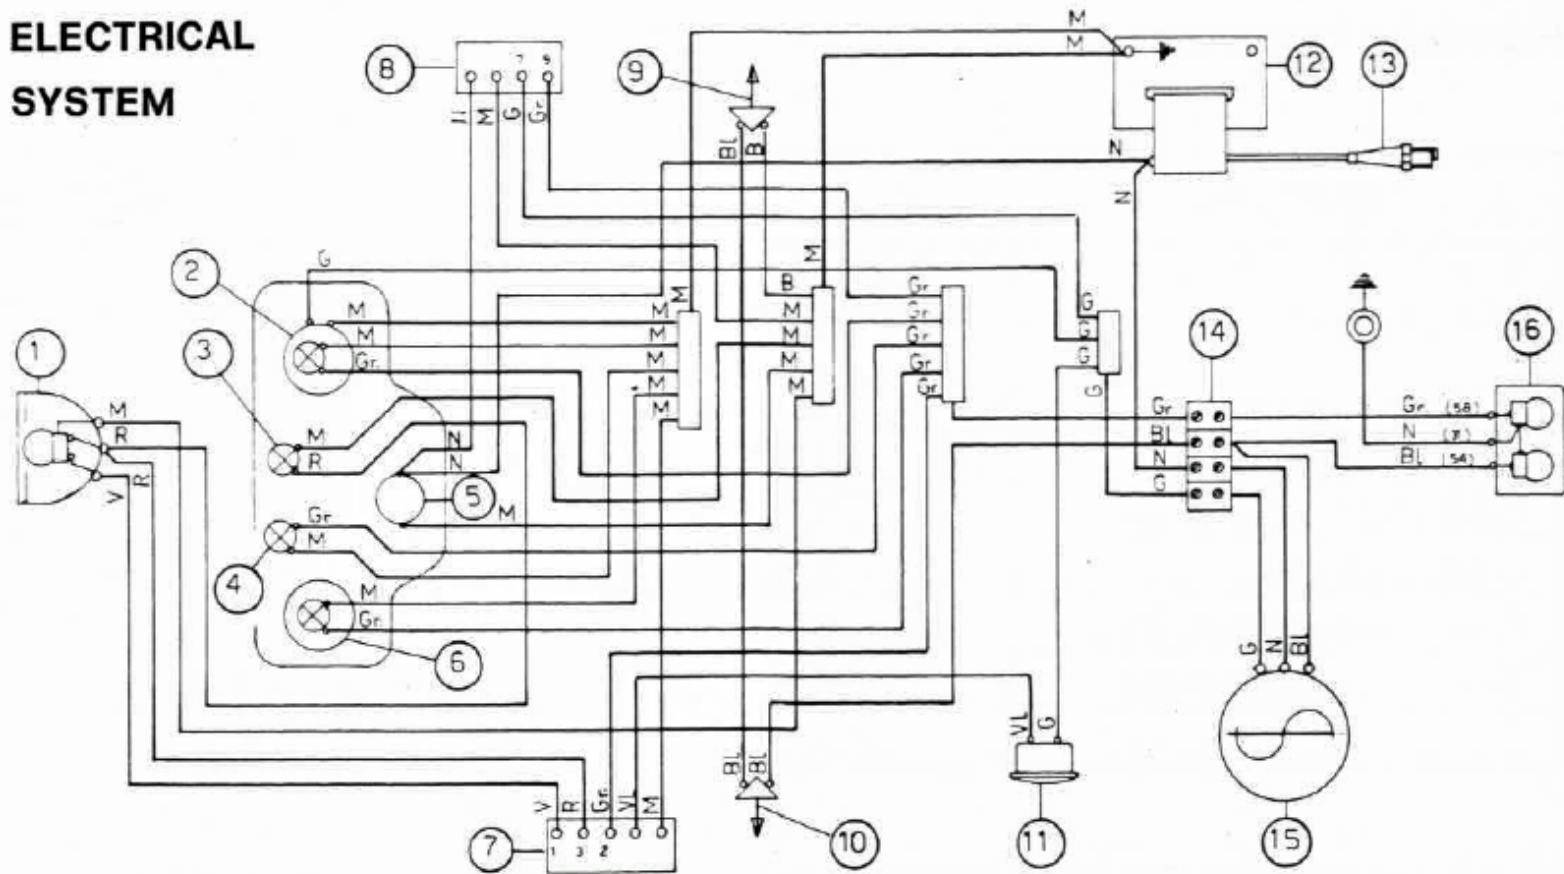 ELECTRICAL
SYSTEM
8
7 9
M G Gr
9
Bl B
M
M
12
13
N
N
2
G
M
M
Gr.
M
M
M
M
M
M
M
B
M
M
M
M
Gr
Gr
Gr
Gr
Gr
G
G
G
G
14
16
1
M
R
R
V
3
M
R
N
N
5
M
Gr
M
4
M
Gr.
6
Gr
Bl
N
G
Gr. (58)
N (31)
Bl (54)
G N Bl
VL G
Bl Bl
V R Gr VL M
7
1 3 2
10
11
15